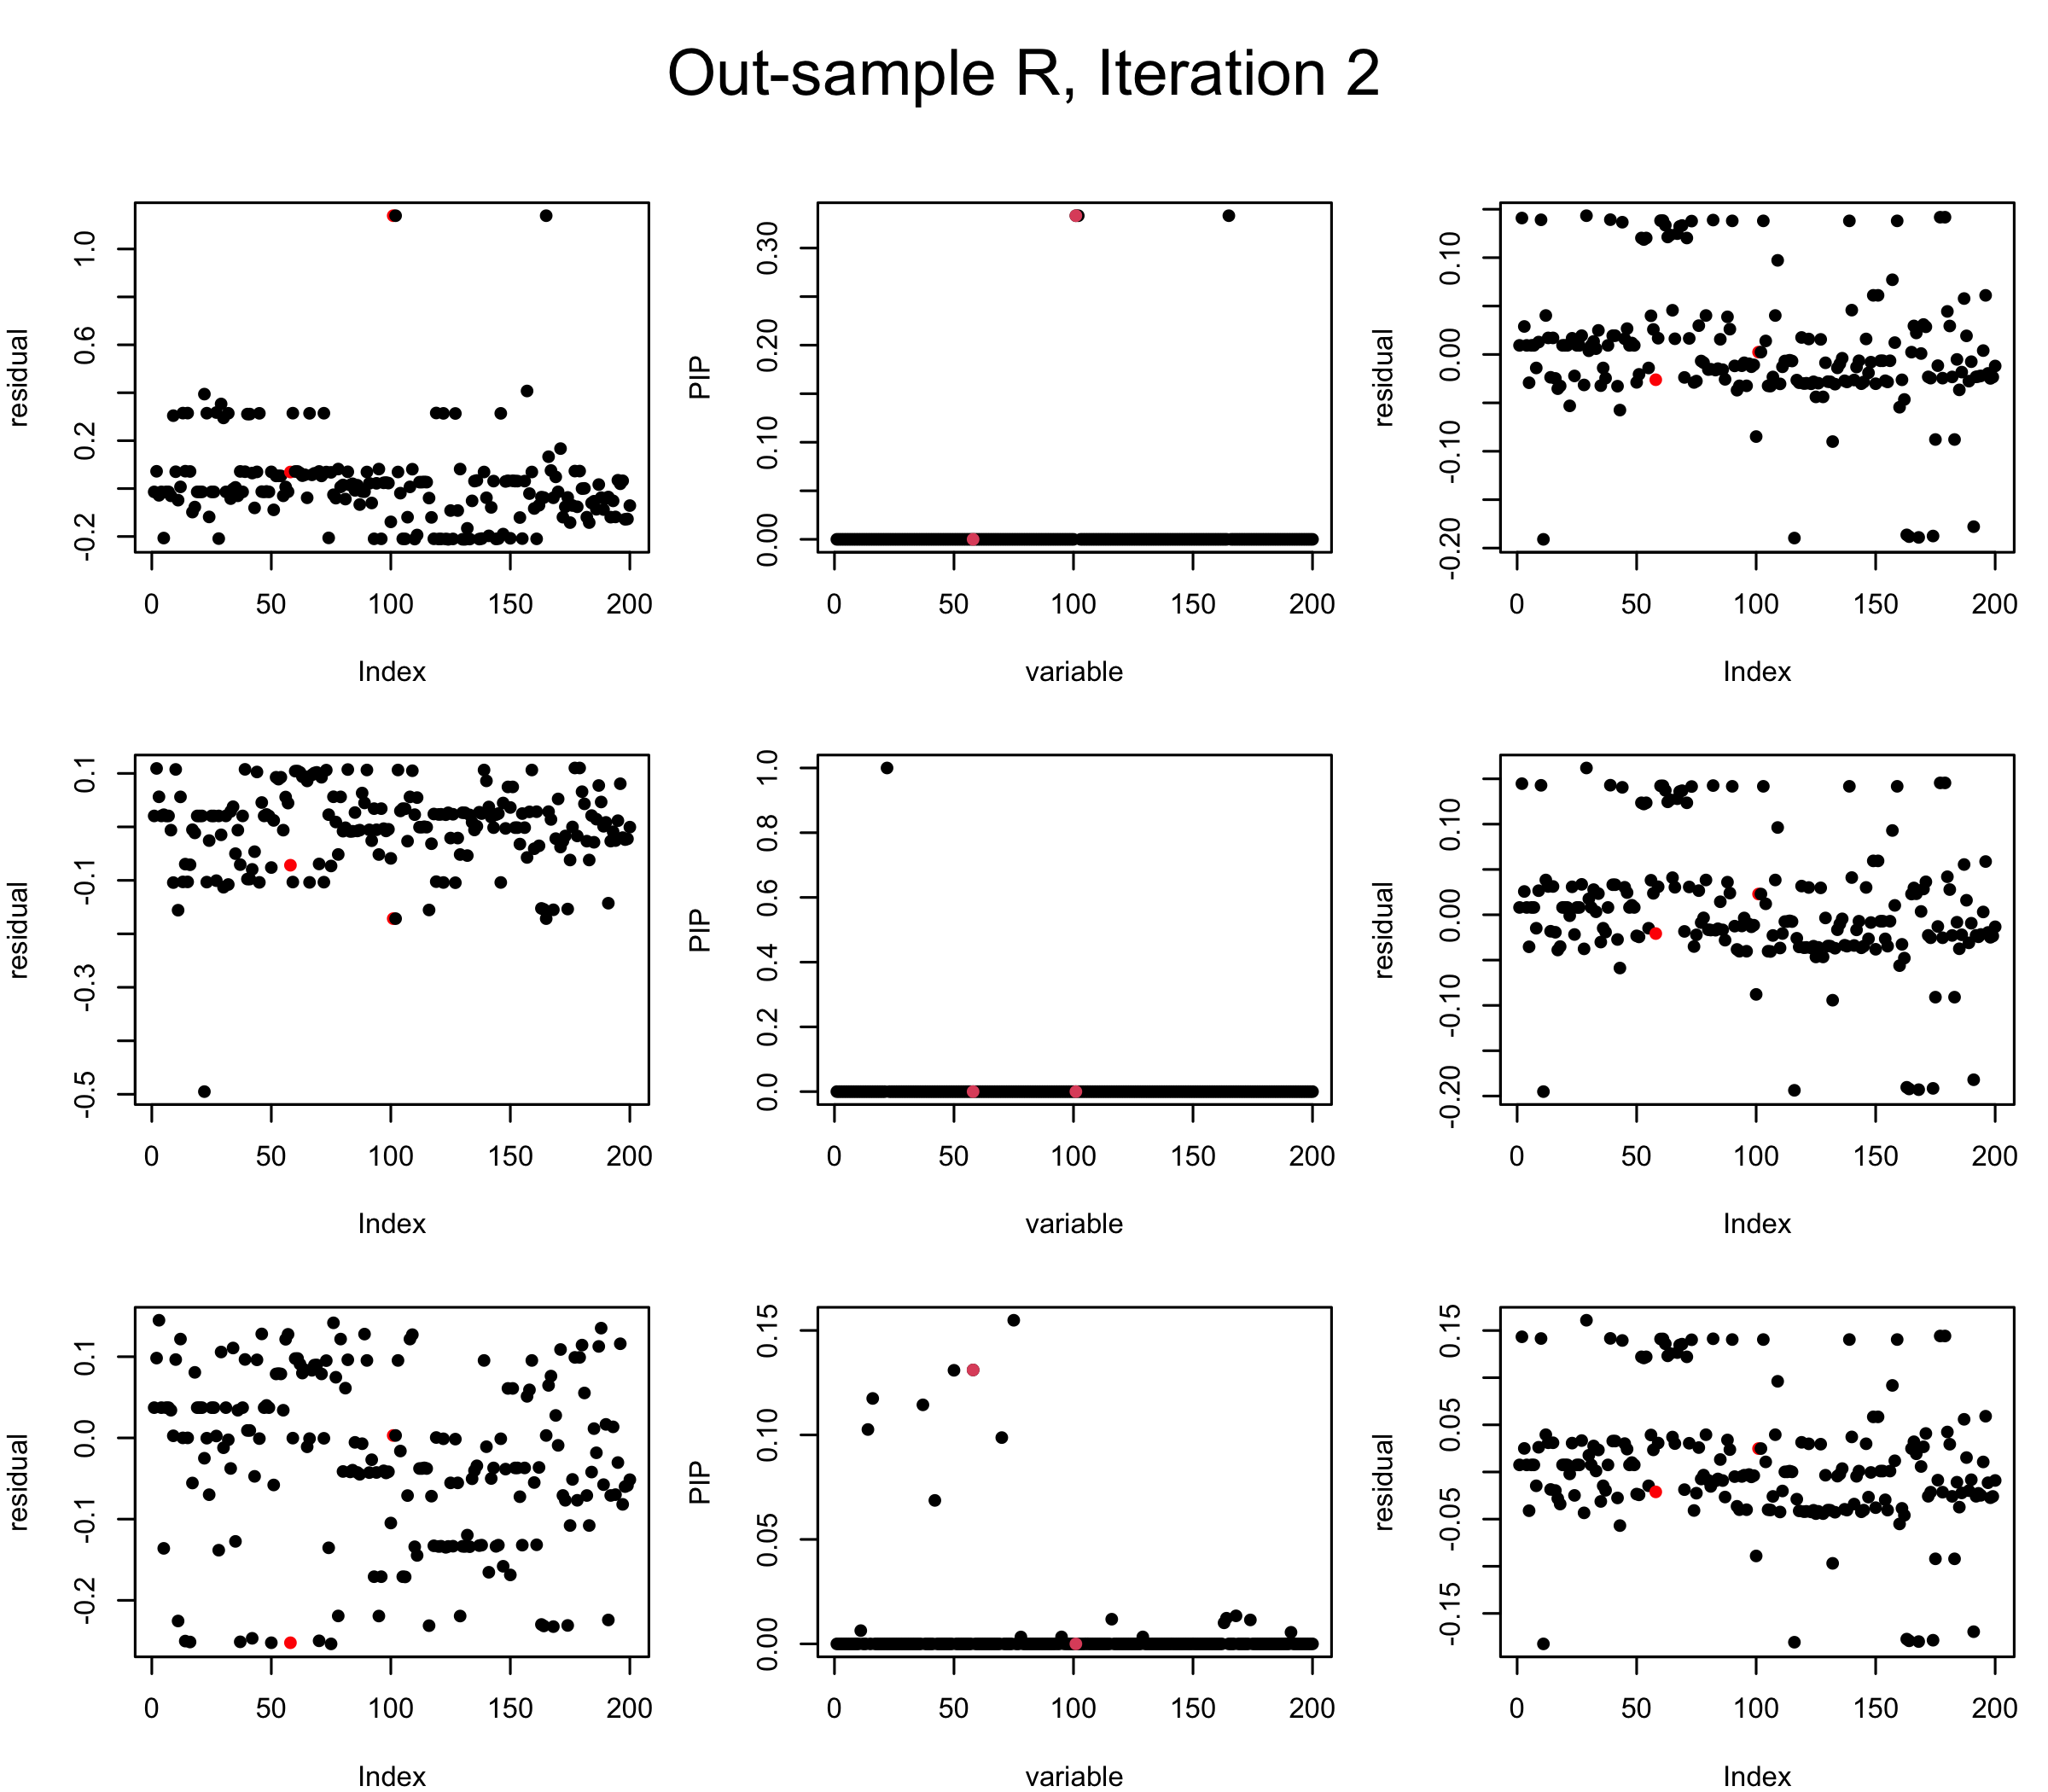 Out-sample R, Iteration 2
residual
-0.2 0.2 0.6 1.0
0 50 100 150 200
Index
PIP
0.00 0.10 0.20 0.30
0 50 100 150 200
variable
residual
-0.20 -0.10 0.00 0.10
0 50 100 150 200
Index
residual
-0.5 -0.3 -0.1 0.1
0 50 100 150 200
Index
PIP
0.0 0.2 0.4 0.6 0.8 1.0
0 50 100 150 200
variable
residual
-0.20 -0.10 0.00 0.10
0 50 100 150 200
Index
residual
-0.2 -0.1 0.0 0.1
0 50 100 150 200
Index
PIP
0.00 0.05 0.10 0.15
0 50 100 150 200
variable
residual
-0.15 -0.05 0.05 0.15
0 50 100 150 200
Index